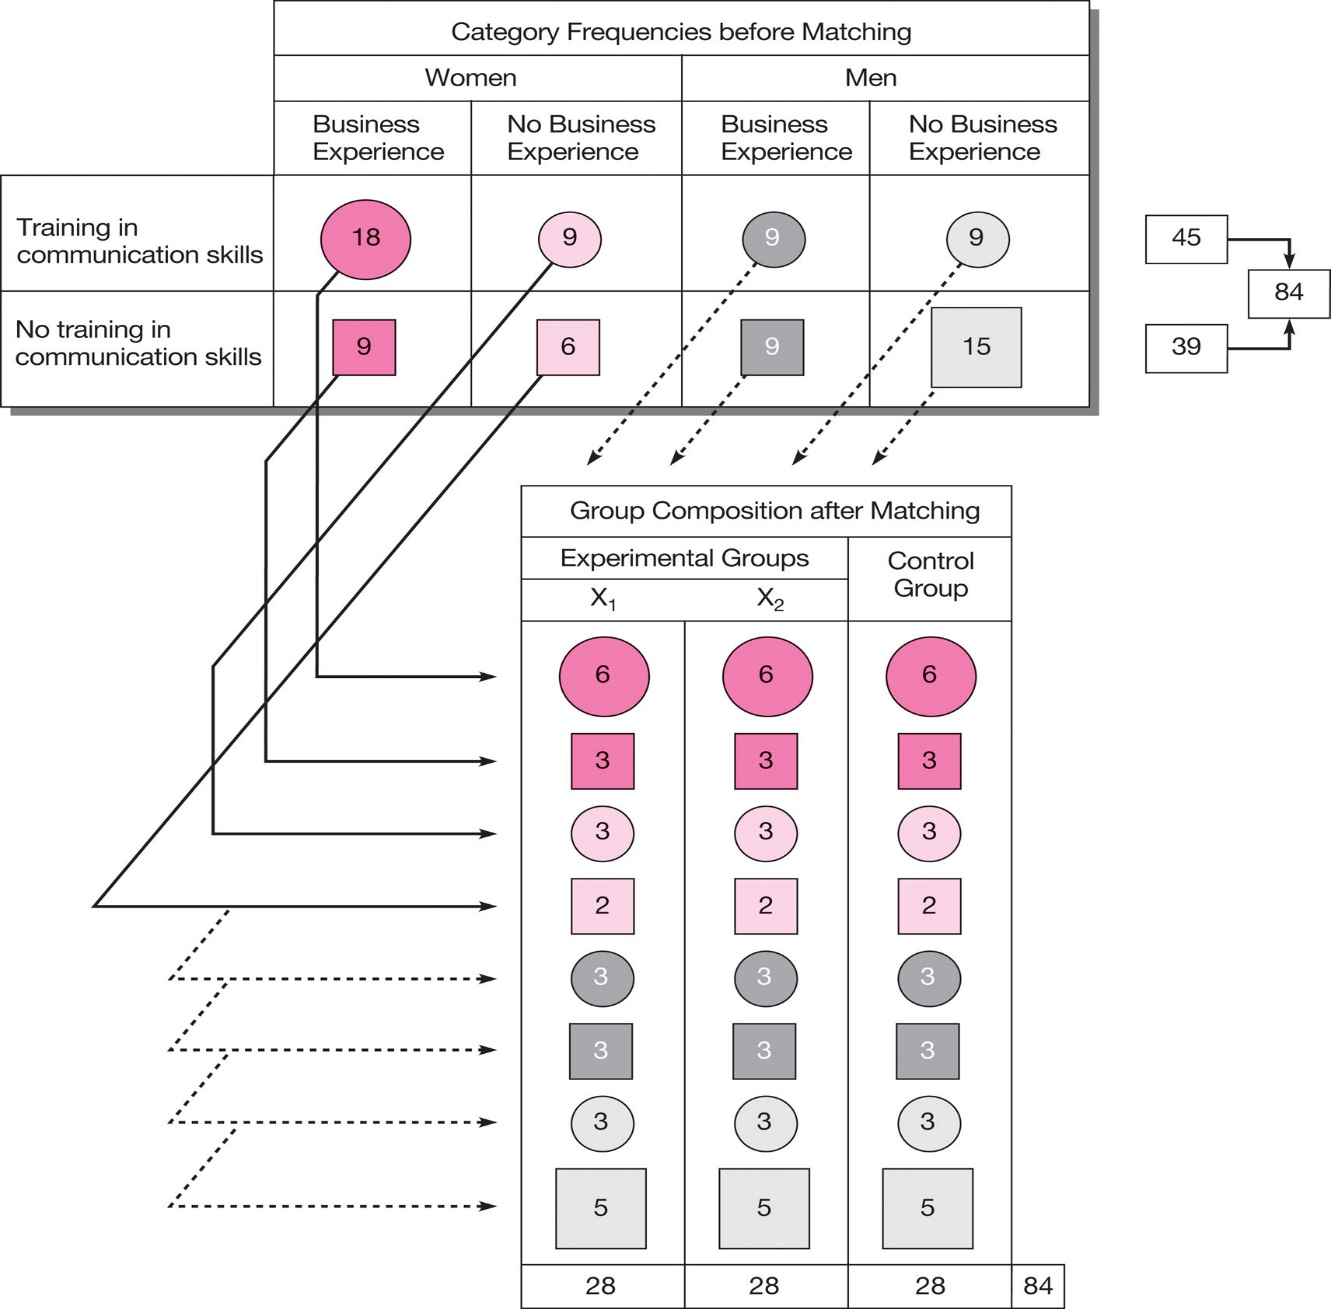 Category Frequencies before Matching
Women
Men
Business
Experience
No Business
Experience
Business
Experience
No Business
Experience
Training in
communication skills
18
9
9
9
45
84
No training in
communication skills
9
6
9
15
39
Group Composition after Matching
Experimental Groups
Control
Group
X1
X2
6
6
6
3
3
3
3
3
3
2
2
2
3
3
3
3
3
3
3
3
3
5
5
5
28
28
28
84